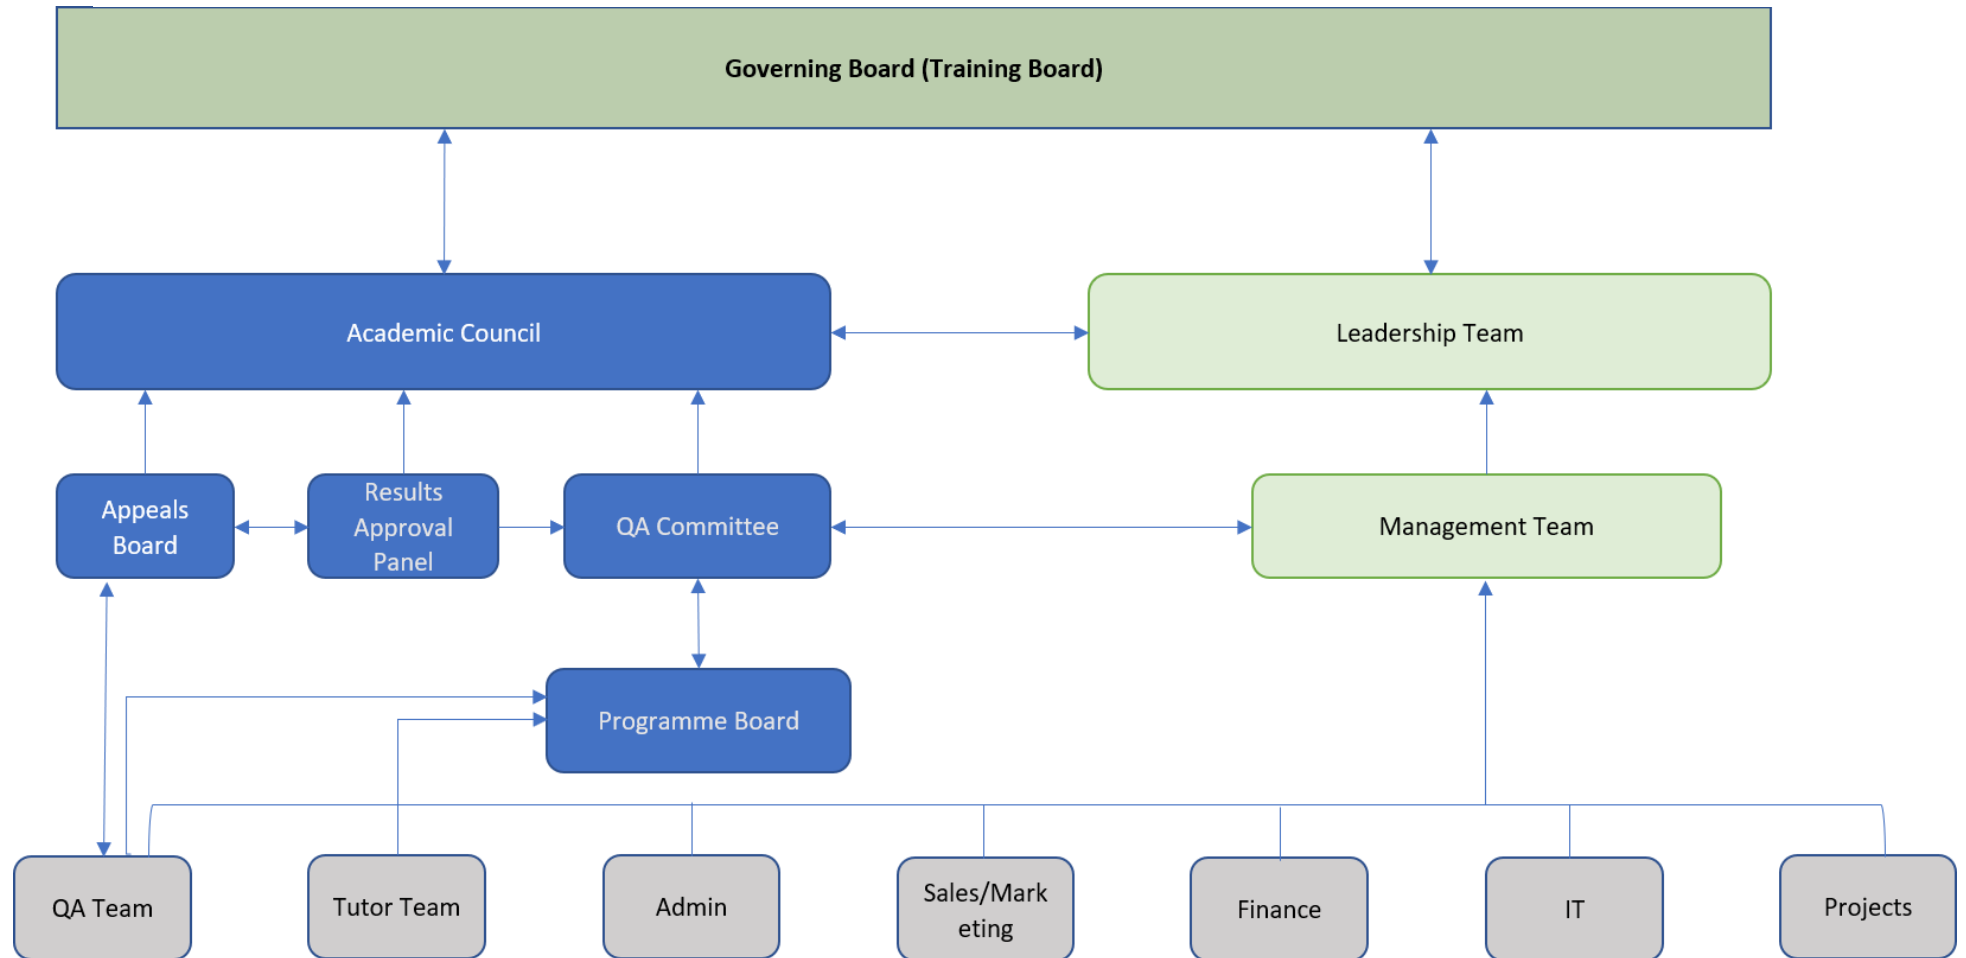 Governing Board (Training Board)
Academic Council
Leadership Team
Appeals
Board
Results
Approval
Panel
QA Committee
Management Team
Programme Board
QA Team
Tutor Team
Admin
Sales/Mark
eting
Finance
IT
Projects